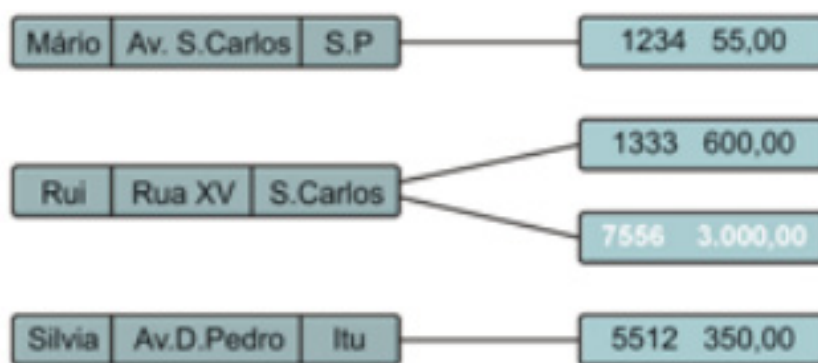 Mário Av. S.Carlos S.P 1234 55,00
1333 600,00
Rui Rua XV S.Carlos
7556 3.000,00
Silvia Av.D.Pedro Itu 5512 350,00